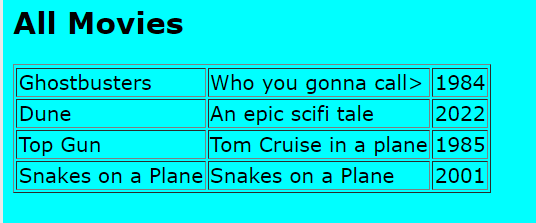 All Movies
Ghostbusters Who you gonna call> 1984
Dune An epic scifi tale 2022
Top Gun Tom Cruise in a plane 1985
Snakes on a Plane Snakes on a Plane 2001